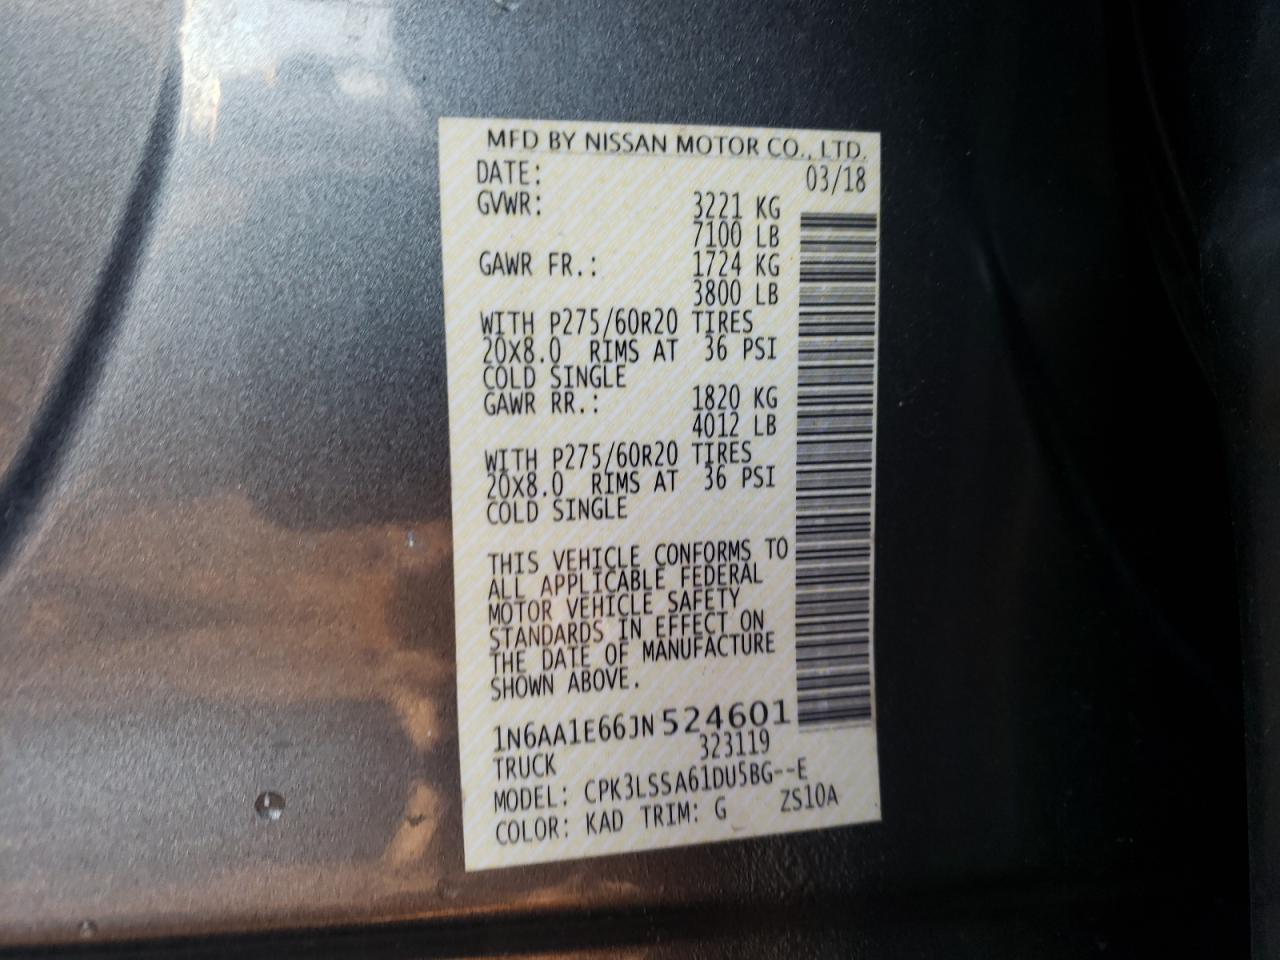 MFD BY NISSAN MOTOR CO., LTD.
DATE: 03/18
GVWR: 3221 KG
7100 LB
GAWR FR.: 1724 KG
3800 LB
WITH P275/60R20 TIRES
20X8.0 RIMS AT 36 PSI
COLD SINGLE
GAWR RR.: 1820 KG
4012 LB
WITH P275/60R20 TIRES
20X8.0 RIMS AT 36 PSI
COLD SINGLE
THIS VEHICLE CONFORMS TO
ALL APPLICABLE FEDERAL
MOTOR VEHICLE SAFETY
STANDARDS IN EFFECT ON
THE DATE OF MANUFACTURE
SHOWN ABOVE.
1N6AA1E66JN524601
323119
TRUCK
MODEL: CPK3LSSA61DU5BG--E
COLOR: KAD TRIM: G ZS10A